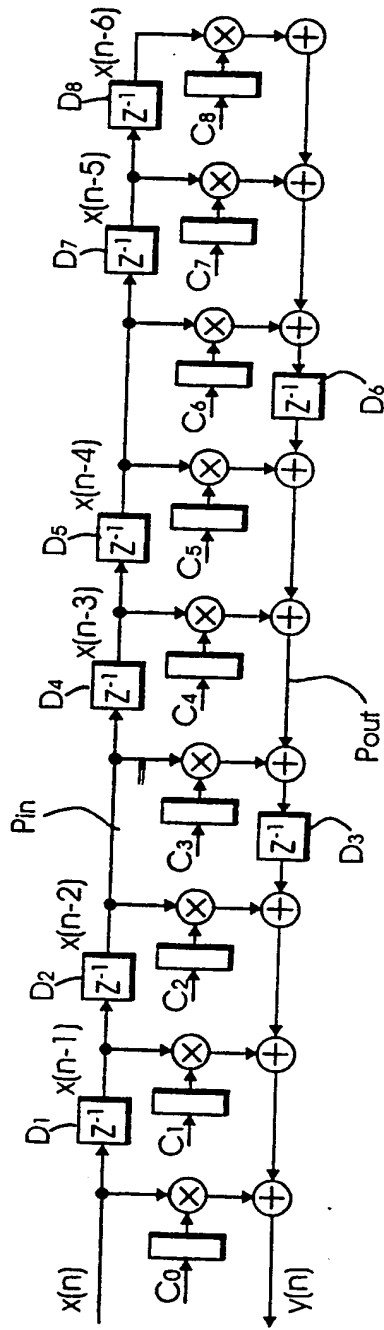 x(n) x(n-1) x(n-2) x(n-3) x(n-4) x(n-5) x(n-6)
D1 D2 Pin D4 D5 D7 D8
Z-1 Z-1 Z-1 Z-1 Z-1 Z-1
C0 C1 C2 C3 C4 C5 C6 C7 C8
Z-1 Z-1
y(n) D3 Pout D6